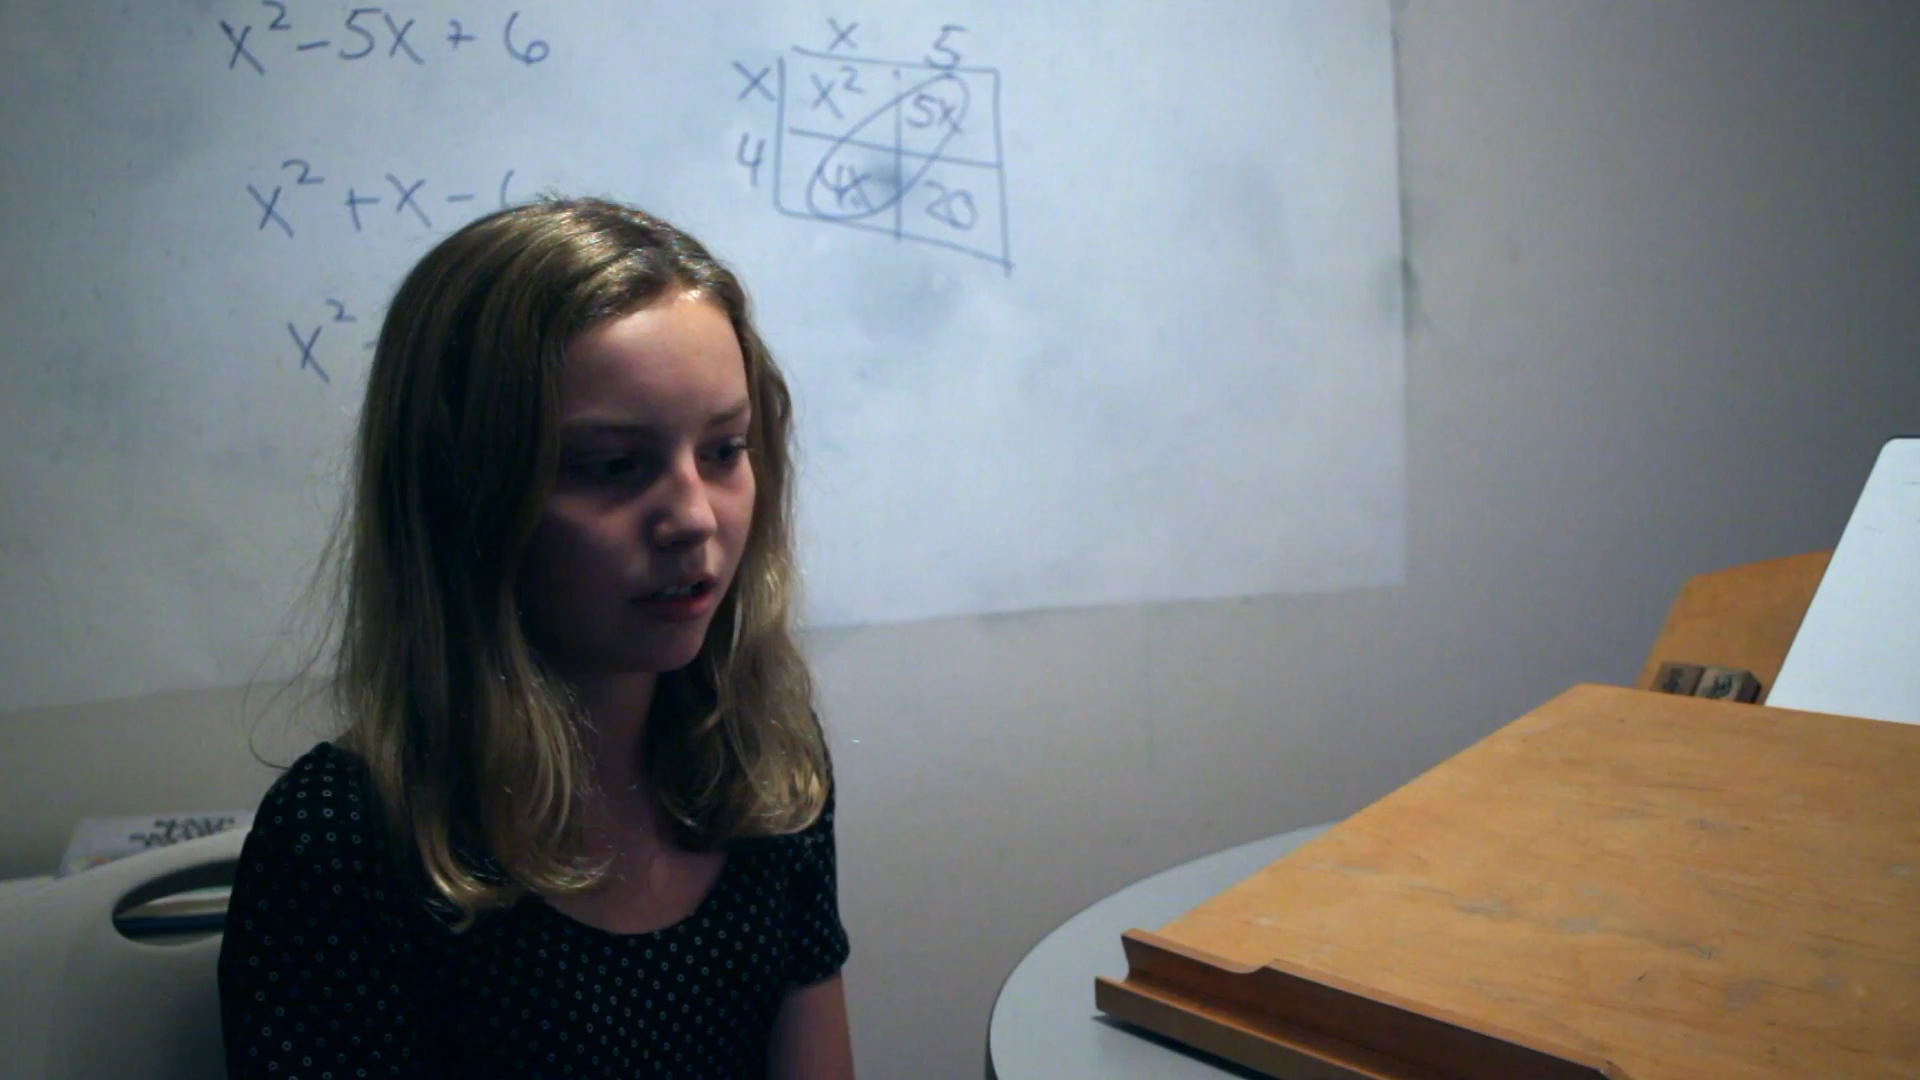 x² - 5x + 6
x² + x -
x²
x 5
x x² 5x
4 4x 20